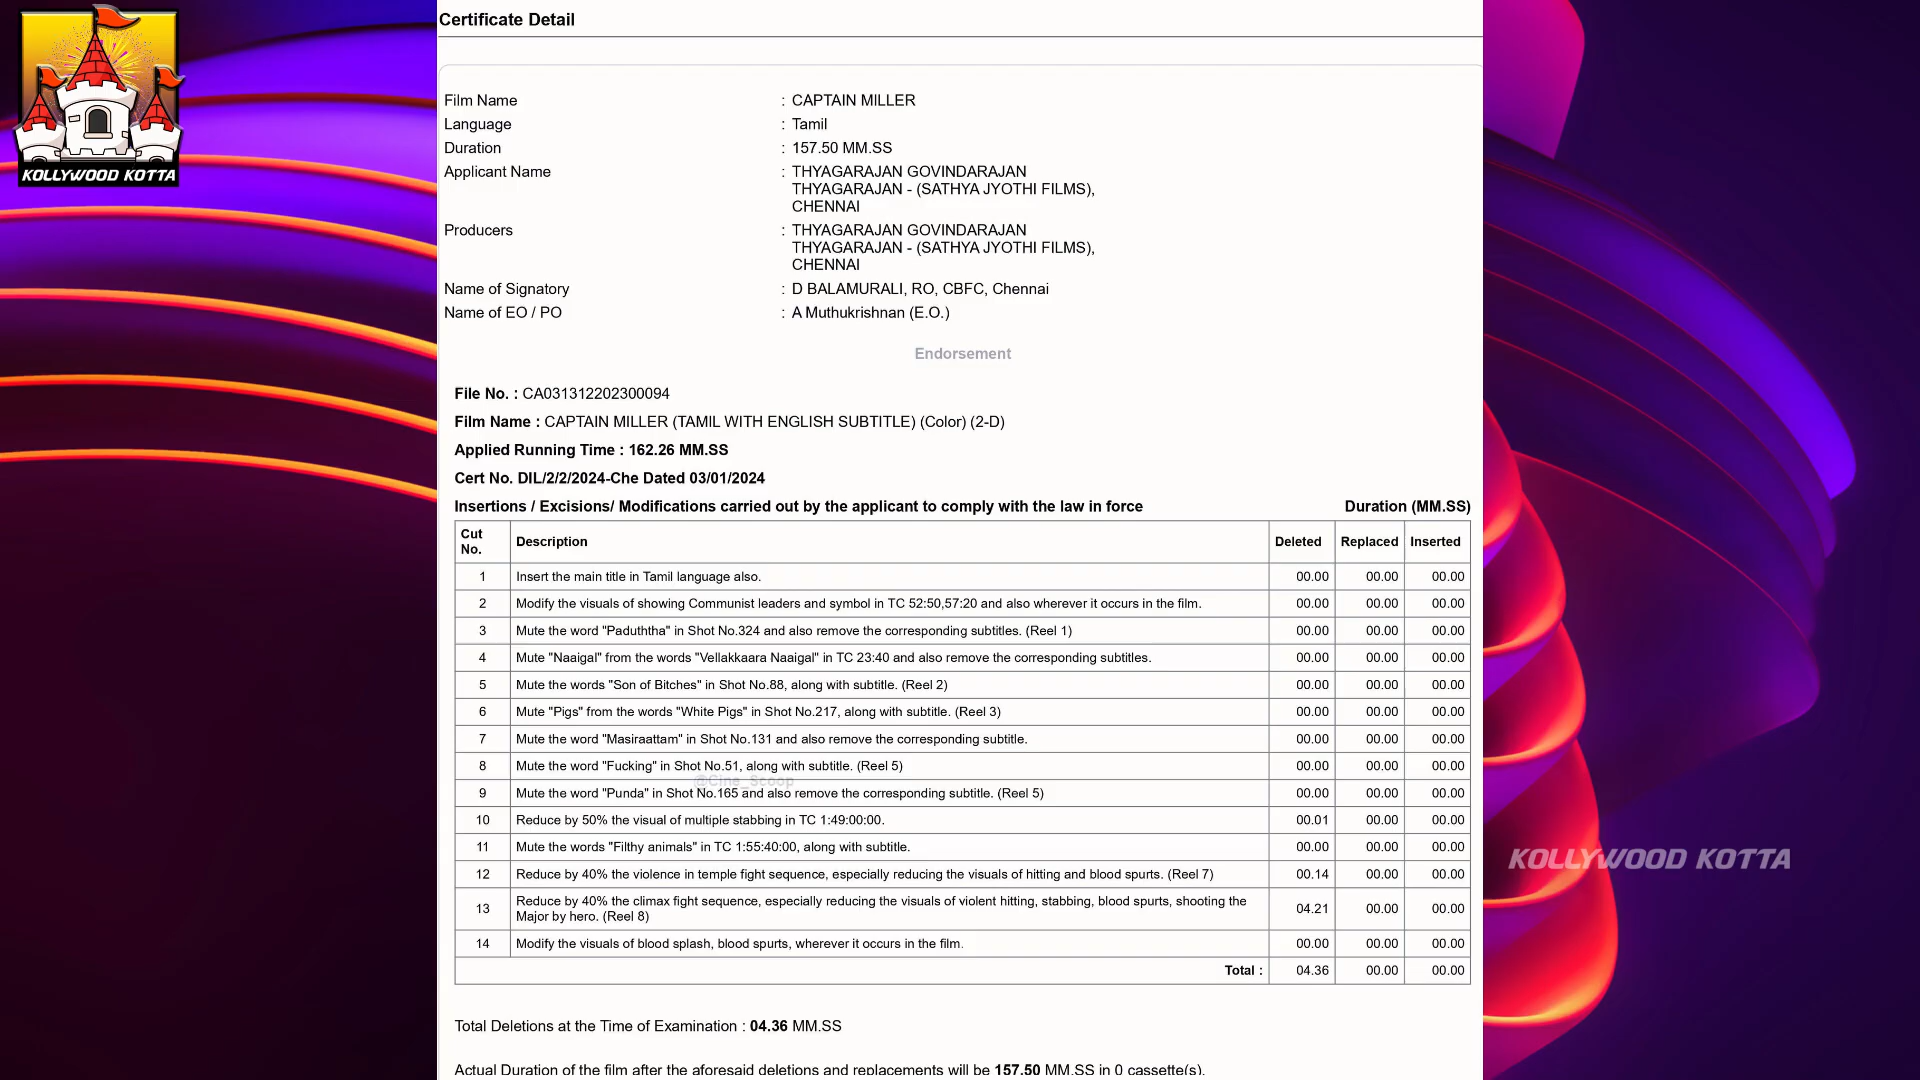 KOLLYWOOD KOTTA
Certificate Detail
Film Name : CAPTAIN MILLER
Language : Tamil
Duration : 157.50 MM.SS
Applicant Name : THYAGARAJAN GOVINDARAJAN
THYAGARAJAN - (SATHYA JYOTHI FILMS),
CHENNAI
Producers : THYAGARAJAN GOVINDARAJAN
THYAGARAJAN - (SATHYA JYOTHI FILMS),
CHENNAI
Name of Signatory : D BALAMURALI, RO, CBFC, Chennai
Name of EO / PO : A Muthukrishnan (E.O.)
Endorsement
File No. : CA031312202300094
Film Name : CAPTAIN MILLER (TAMIL WITH ENGLISH SUBTITLE) (Color) (2-D)
Applied Running Time : 162.26 MM.SS
Cert No. DIL/2/2/2024-Che Dated 03/01/2024
Insertions / Excisions/ Modifications carried out by the applicant to comply with the law in force Duration (MM.SS)
Cut No. Description Deleted Replaced Inserted
1 Insert the main title in Tamil language also. 00.00 00.00 00.00
2 Modify the visuals of showing Communist leaders and symbol in TC 52:50,57:20 and also wherever it occurs in the film. 00.00 00.00 00.00
3 Mute the word "Paduththa" in Shot No.324 and also remove the corresponding subtitles. (Reel 1) 00.00 00.00 00.00
4 Mute "Naaigal" from the words "Vellakkaara Naaigal" in TC 23:40 and also remove the corresponding subtitles. 00.00 00.00 00.00
5 Mute the words "Son of Bitches" in Shot No.88, along with subtitle. (Reel 2) 00.00 00.00 00.00
6 Mute "Pigs" from the words "White Pigs" in Shot No.217, along with subtitle. (Reel 3) 00.00 00.00 00.00
7 Mute the word "Masiraattam" in Shot No.131 and also remove the corresponding subtitle. 00.00 00.00 00.00
8 Mute the word "Fucking" in Shot No.51, along with subtitle. (Reel 5) 00.00 00.00 00.00
@Cine_Scoop
9 Mute the word "Punda" in Shot No.165 and also remove the corresponding subtitle. (Reel 5) 00.00 00.00 00.00
10 Reduce by 50% the visual of multiple stabbing in TC 1:49:00:00. 00.01 00.00 00.00
11 Mute the words "Filthy animals" in TC 1:55:40:00, along with subtitle. 00.00 00.00 00.00
12 Reduce by 40% the violence in temple fight sequence, especially reducing the visuals of hitting and blood spurts. (Reel 7) 00.14 00.00 00.00
13 Reduce by 40% the climax fight sequence, especially reducing the visuals of violent hitting, stabbing, blood spurts, shooting the
Major by hero. (Reel 8) 04.21 00.00 00.00
14 Modify the visuals of blood splash, blood spurts, wherever it occurs in the film. 00.00 00.00 00.00
Total : 04.36 00.00 00.00
KOLLYWOOD KOTTA
Total Deletions at the Time of Examination : 04.36 MM.SS
Actual Duration of the film after the aforesaid deletions and replacements will be 157.50 MM.SS in 0 cassette(s).